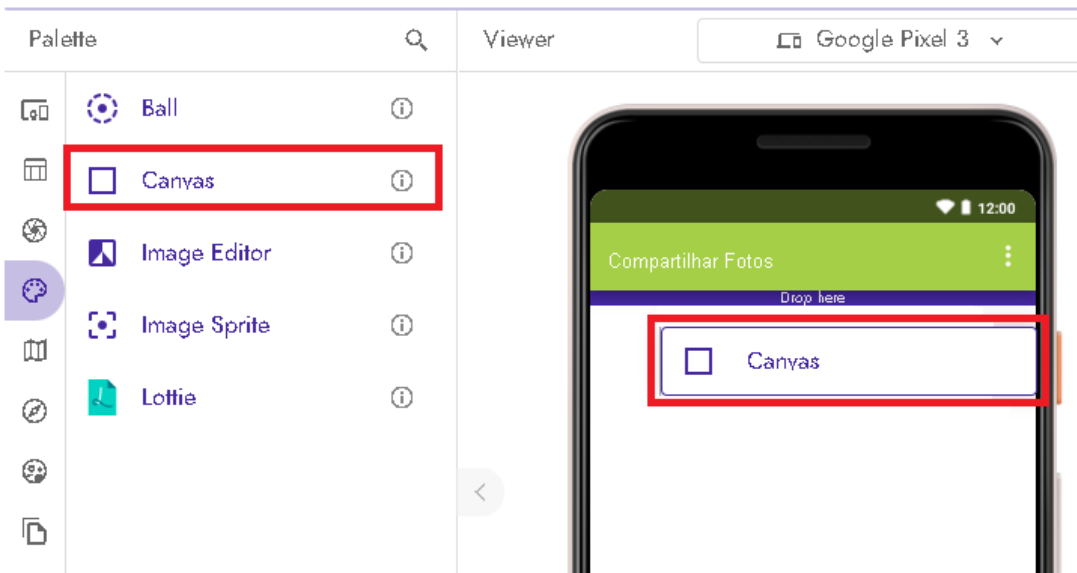 Palette
Viewer
Google Pixel 3
Ball
Canvas
Image Editor
Image Sprite
Lottie
12:00
Compartilhar Fotos
Drop here
Canvas